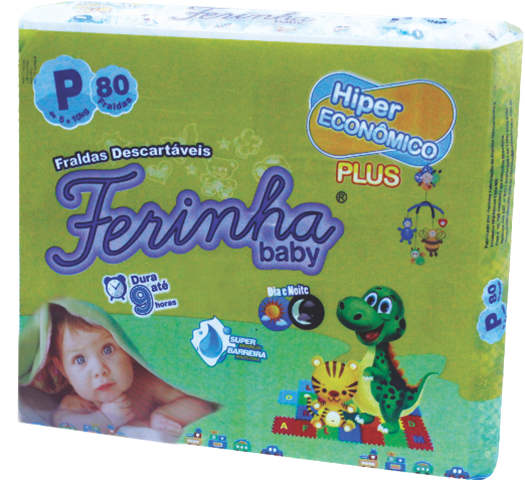 P 80
Fraldas
Hiper
ECONÔMICO
PLUS
Fraldas Descartáveis
Ferinha®
baby
Dura
até
9
horas
Dia e Noite
SUPER
BARREIRA
P 80